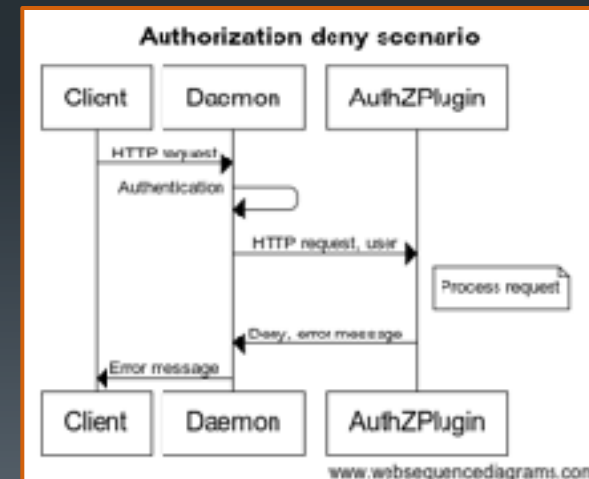 Authorization deny scenario
Client Daemon AuthZPlugin
HTTP request
Authentication
HTTP request, user
Process request
Deny, error message
Error message
Client Daemon AuthZPlugin
www.websequencediagrams.com